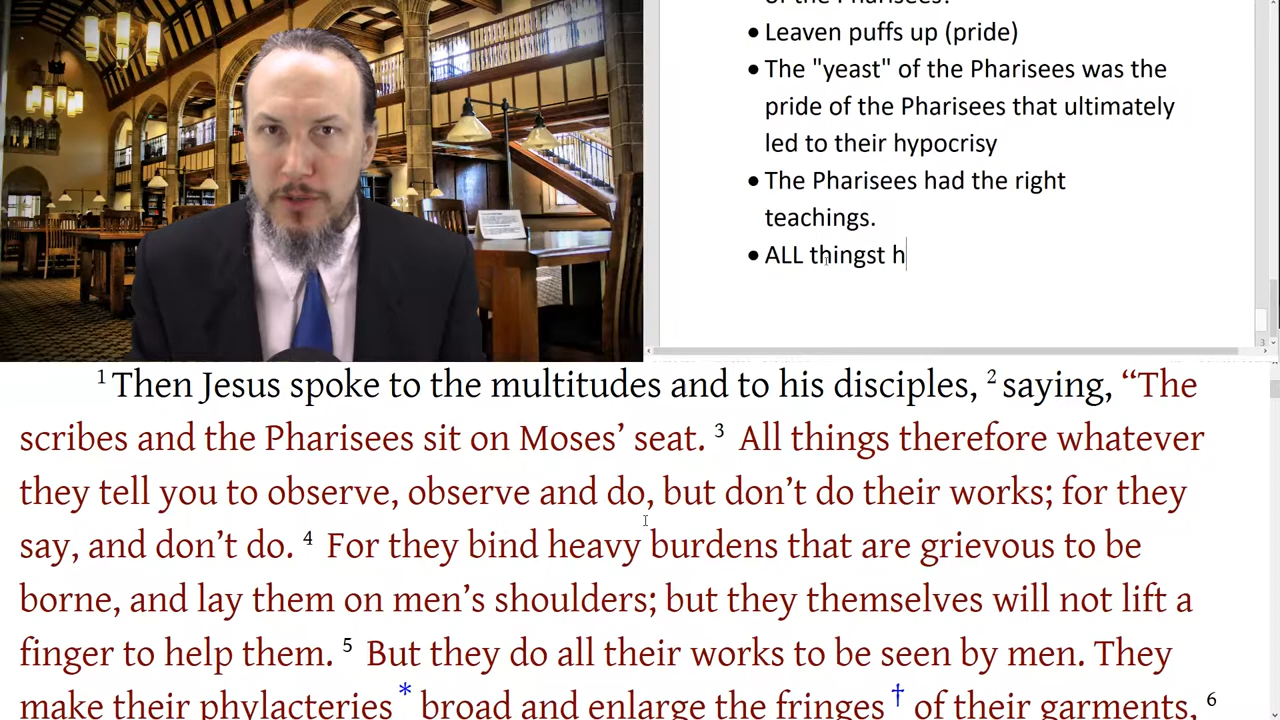 of the Pharisees?
• Leaven puffs up (pride)
• The "yeast" of the Pharisees was the
pride of the Pharisees that ultimately
led to their hypocrisy
• The Pharisees had the right
teachings.
• ALL thingst h
3
1 Then Jesus spoke to the multitudes and to his disciples, 2 saying, “The
scribes and the Pharisees sit on Moses’ seat. 3 All things therefore whatever
they tell you to observe, observe and do, but don’t do their works; for they
say, and don’t do. 4 For they bind heavy burdens that are grievous to be
borne, and lay them on men’s shoulders; but they themselves will not lift a
finger to help them. 5 But they do all their works to be seen by men. They
make their phylacteries * broad and enlarge the fringes † of their garments, 6